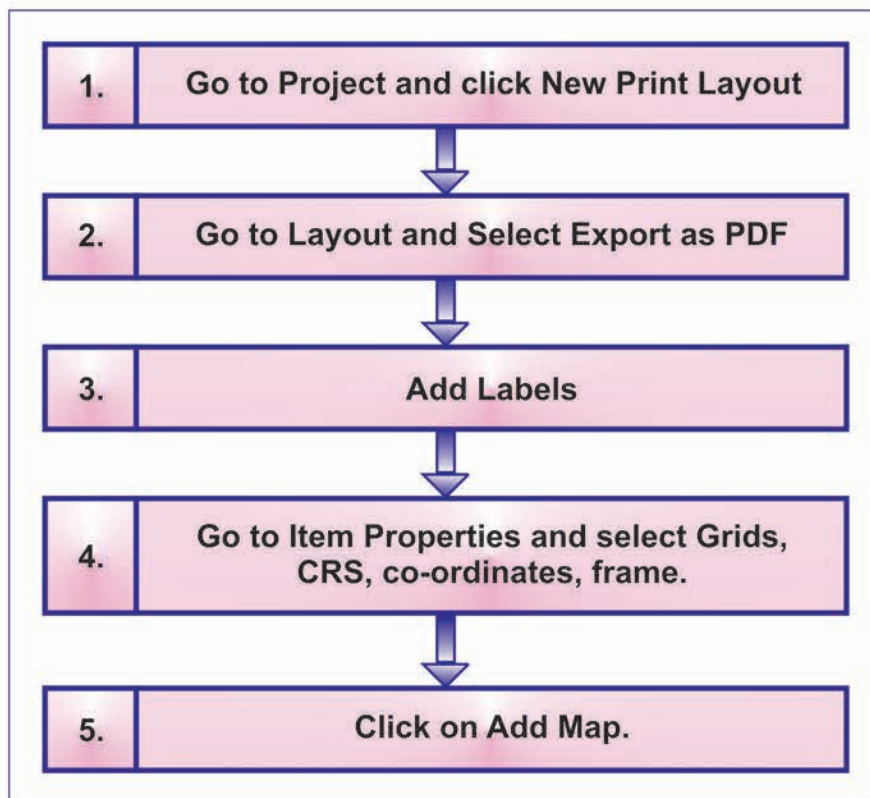 1. Go to Project and click New Print Layout
2. Go to Layout and Select Export as PDF
3. Add Labels
4. Go to Item Properties and select Grids,
CRS, co-ordinates, frame.
5. Click on Add Map.